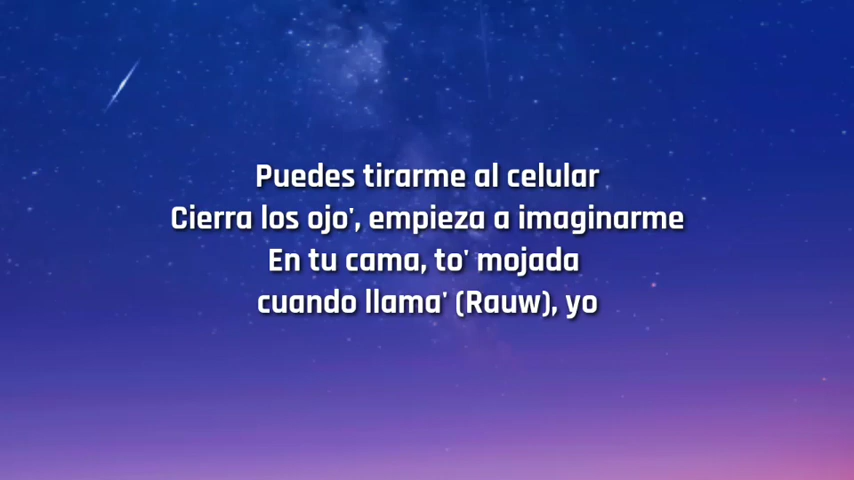 Puedes tirarme al celular
Cierra los ojo', empieza a imaginarme
En tu cama, to' mojada
cuando llama' (Rauw), yo